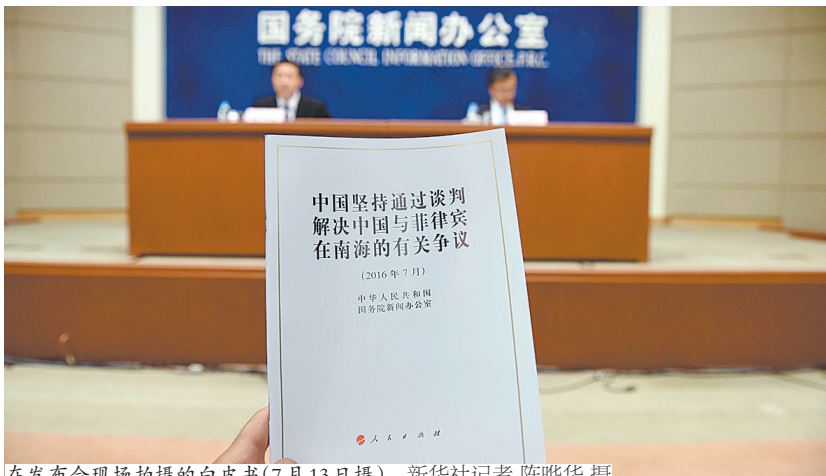 国务院新闻办公室
THE STATE COUNCIL INFORMATION OFFICE, P.R.C.
中国坚持通过谈判
解决中国与菲律宾
在南海的有关争议
(2016年7月)
中华人民共和国
国务院新闻办公室
人民出版社
在发布会现场拍摄的白皮书(7月13日摄)。新华社记者 陈晔华 摄